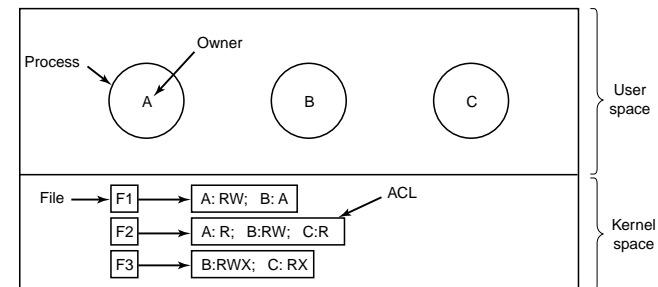 Owner
Process
A
B
C
User
space
File
F1
A: RW; B: A
ACL
F2
A: R; B:RW; C:R
F3
B:RWX; C: RX
Kernel
space